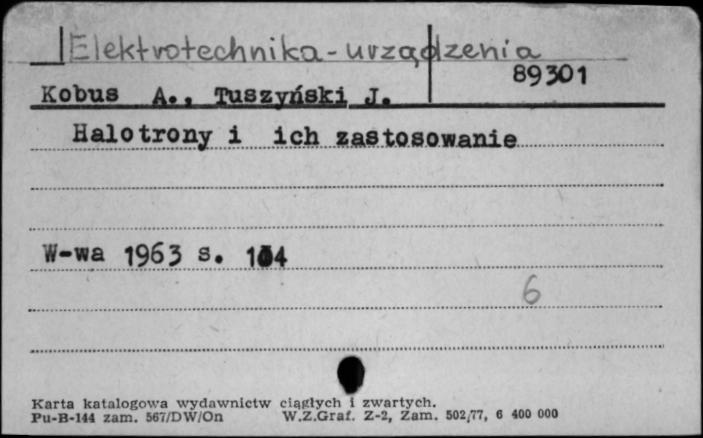 Elektrotechnika - urządzenia
89301
Kobus A., Tuszyński J.
Halotrony i ich zastosowanie
W-wa 1963 s.
6
Karta katalogowa wydawnictw ciągłych i zwartych.
Pu-B-144 zam. 567/DW/On W.Z.Graf. Z-2, Zam. 502/77, 6 400 000